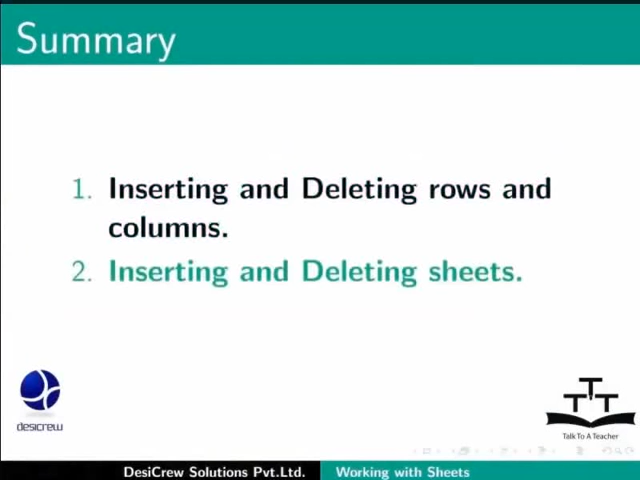 Summary
1. Inserting and Deleting rows and
columns.
2. Inserting and Deleting sheets.
desicrew
TTT
Talk To A Teacher
DesiCrew Solutions Pvt.Ltd. Working with Sheets